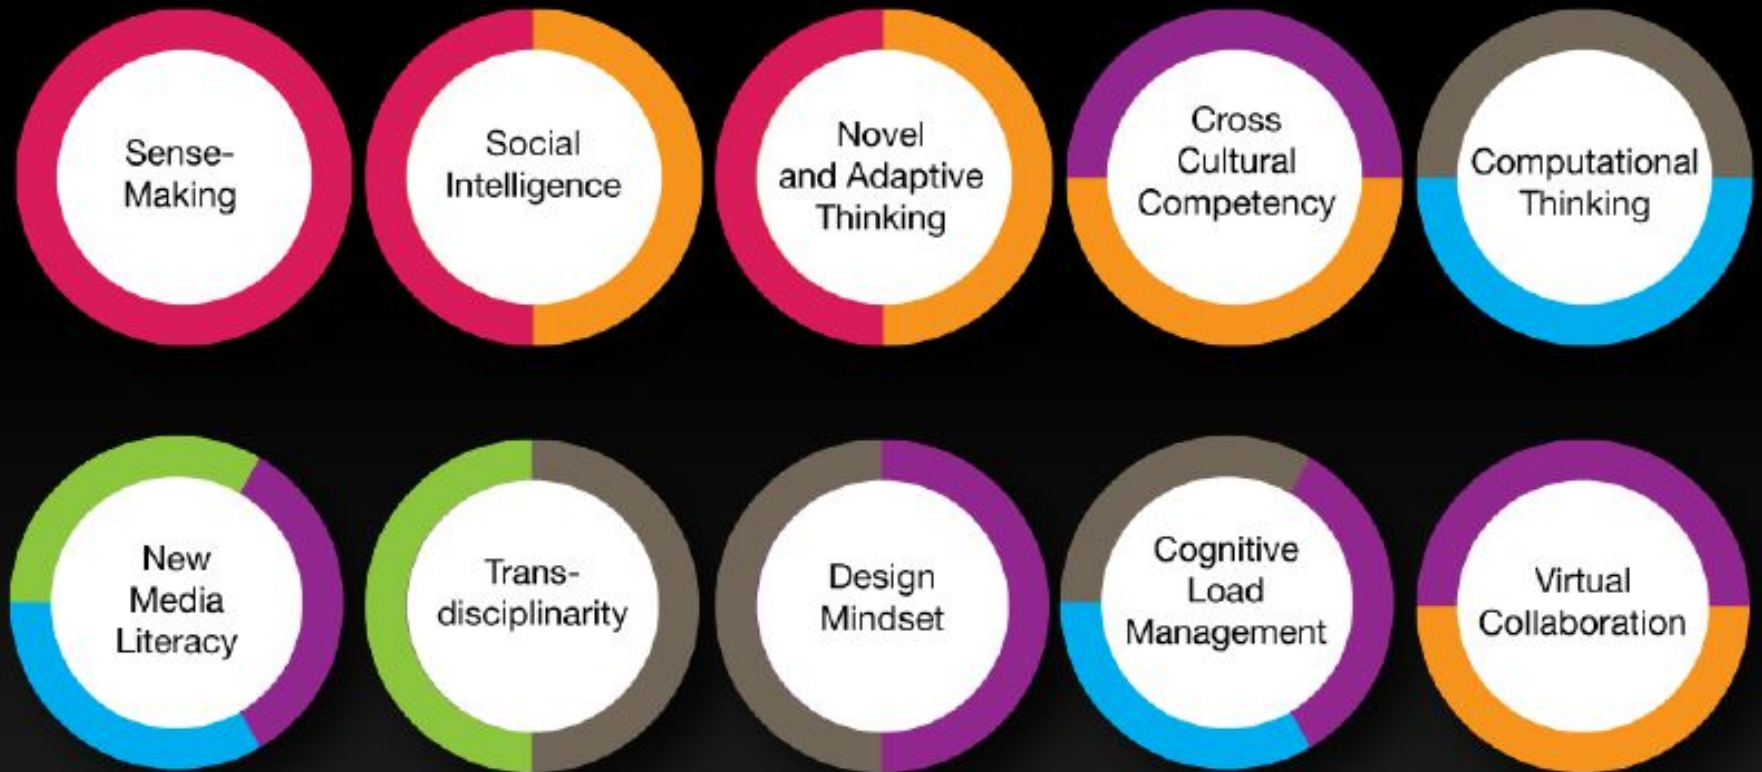 Sense-
Making
Social
Intelligence
Novel
and Adaptive
Thinking
Cross
Cultural
Competency
Computational
Thinking
New
Media
Literacy
Trans-
disciplinarity
Design
Mindset
Cognitive
Load
Management
Virtual
Collaboration